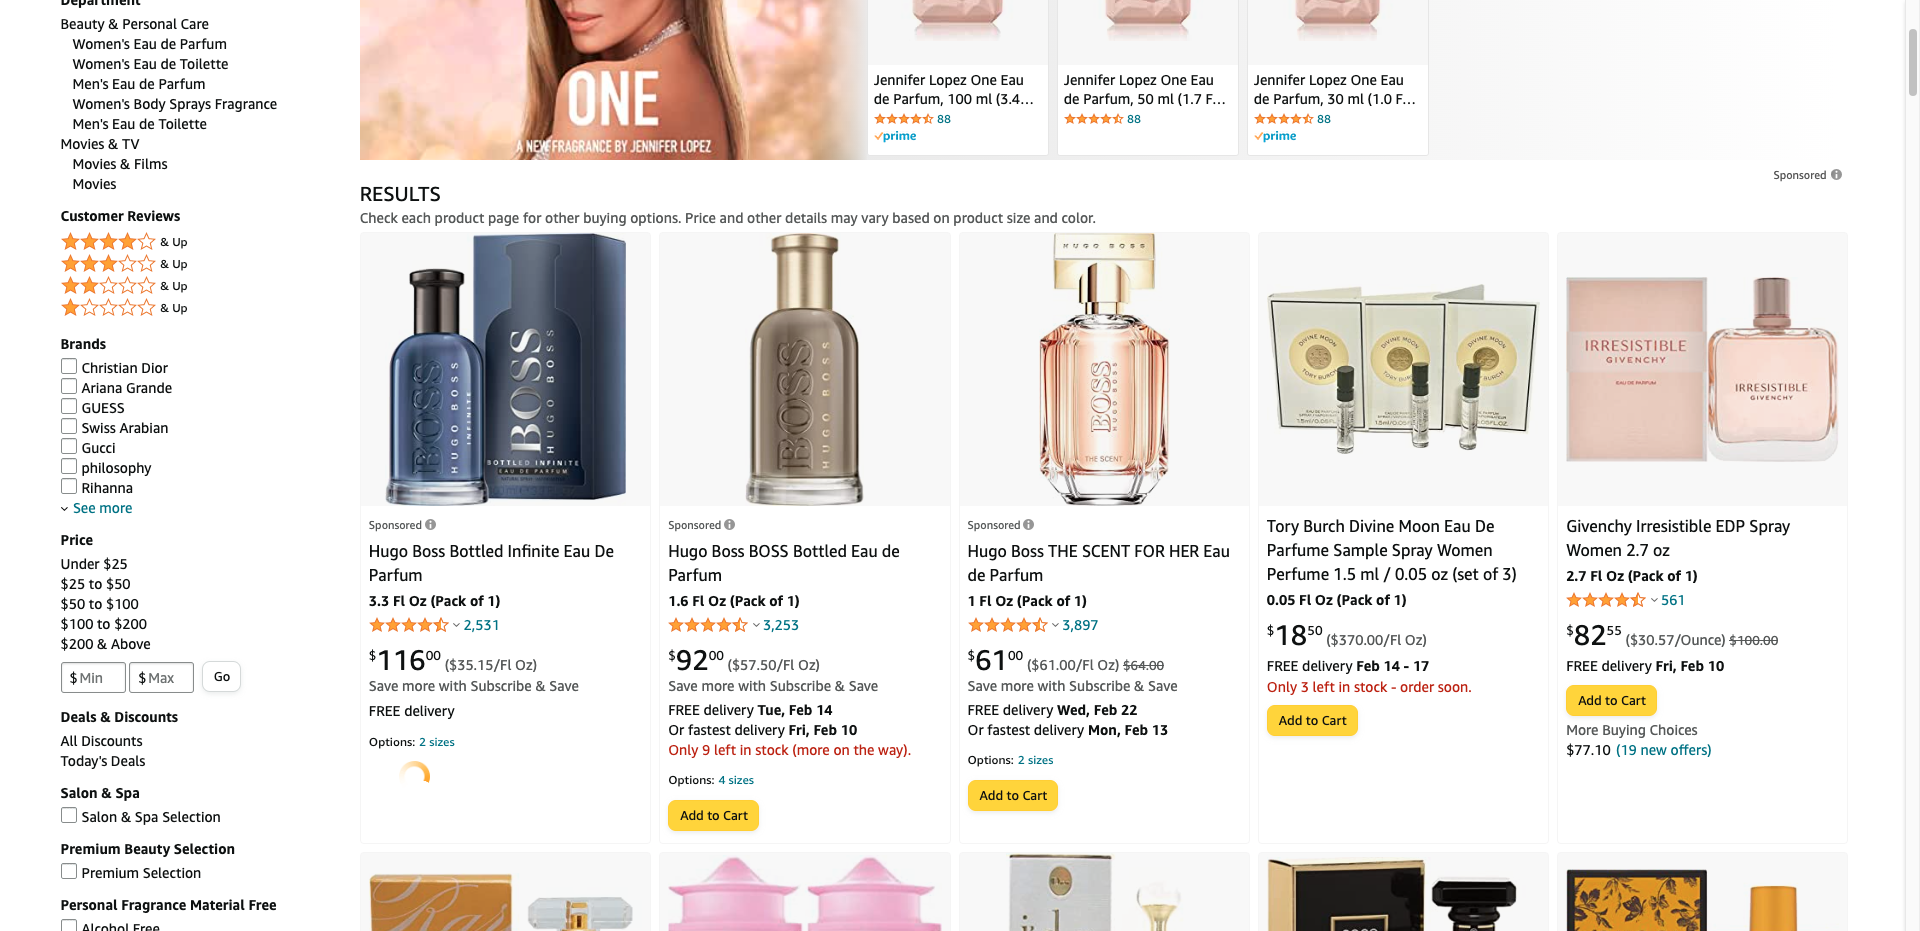 Department
Beauty & Personal Care
Women's Eau de Parfum
Women's Eau de Toilette
Men's Eau de Parfum
Women's Body Sprays Fragrance
Men's Eau de Toilette
Movies & TV
Movies & Films
Movies
Customer Reviews
& Up
& Up
& Up
& Up
Brands
Christian Dior
Ariana Grande
GUESS
Swiss Arabian
Gucci
philosophy
Rihanna
See more
Price
Under $25
$25 to $50
$50 to $100
$100 to $200
$200 & Above
$ Min $ Max Go
Deals & Discounts
All Discounts
Today's Deals
Salon & Spa
Salon & Spa Selection
Premium Beauty Selection
Premium Selection
Personal Fragrance Material Free
Alcohol Free
ONE
A NEW FRAGRANCE BY JENNIFER LOPEZ
Jennifer Lopez One Eau
de Parfum, 100 ml (3.4...
88
prime
Jennifer Lopez One Eau
de Parfum, 50 ml (1.7 F...
88
Jennifer Lopez One Eau
de Parfum, 30 ml (1.0 F...
88
prime
Sponsored
RESULTS
Check each product page for other buying options. Price and other details may vary based on product size and color.
BOSS
HUGO BOSS
INFINITE
BOSS
HUGO BOSS
BOTTLED INFINITE
EAU DE PARFUM
Sponsored
Hugo Boss Bottled Infinite Eau De
Parfum
3.3 Fl Oz (Pack of 1)
2,531
$11600 ($35.15/Fl Oz)
Save more with Subscribe & Save
FREE delivery
Options: 2 sizes
BOSS
HUGO BOSS
Sponsored
Hugo Boss BOSS Bottled Eau de
Parfum
1.6 Fl Oz (Pack of 1)
3,253
$9200 ($57.50/Fl Oz)
Save more with Subscribe & Save
FREE delivery Tue, Feb 14
Or fastest delivery Fri, Feb 10
Only 9 left in stock (more on the way).
Options: 4 sizes
Add to Cart
HUGO BOSS
BOSS
HUGO BOSS
THE SCENT
Sponsored
Hugo Boss THE SCENT FOR HER Eau
de Parfum
1 Fl Oz (Pack of 1)
3,897
$6100 ($61.00/Fl Oz) $64.00
Save more with Subscribe & Save
FREE delivery Wed, Feb 22
Or fastest delivery Mon, Feb 13
Options: 2 sizes
Add to Cart
DIVINE MOON
TORY BURCH
DIVINE MOON
TORY BURCH
DIVINE MOON
TORY BURCH
Tory Burch Divine Moon Eau De
Parfume Sample Spray Women
Perfume 1.5 ml / 0.05 oz (set of 3)
0.05 Fl Oz (Pack of 1)
$1850 ($370.00/Fl Oz)
FREE delivery Feb 14 - 17
Only 3 left in stock - order soon.
Add to Cart
IRRESISTIBLE
GIVENCHY
EAU DE PARFUM
IRRESISTIBLE
GIVENCHY
Givenchy Irresistible EDP Spray
Women 2.7 oz
2.7 Fl Oz (Pack of 1)
561
$8255 ($30.57/Ounce) $100.00
FREE delivery Fri, Feb 10
Add to Cart
More Buying Choices
$77.10 (19 new offers)